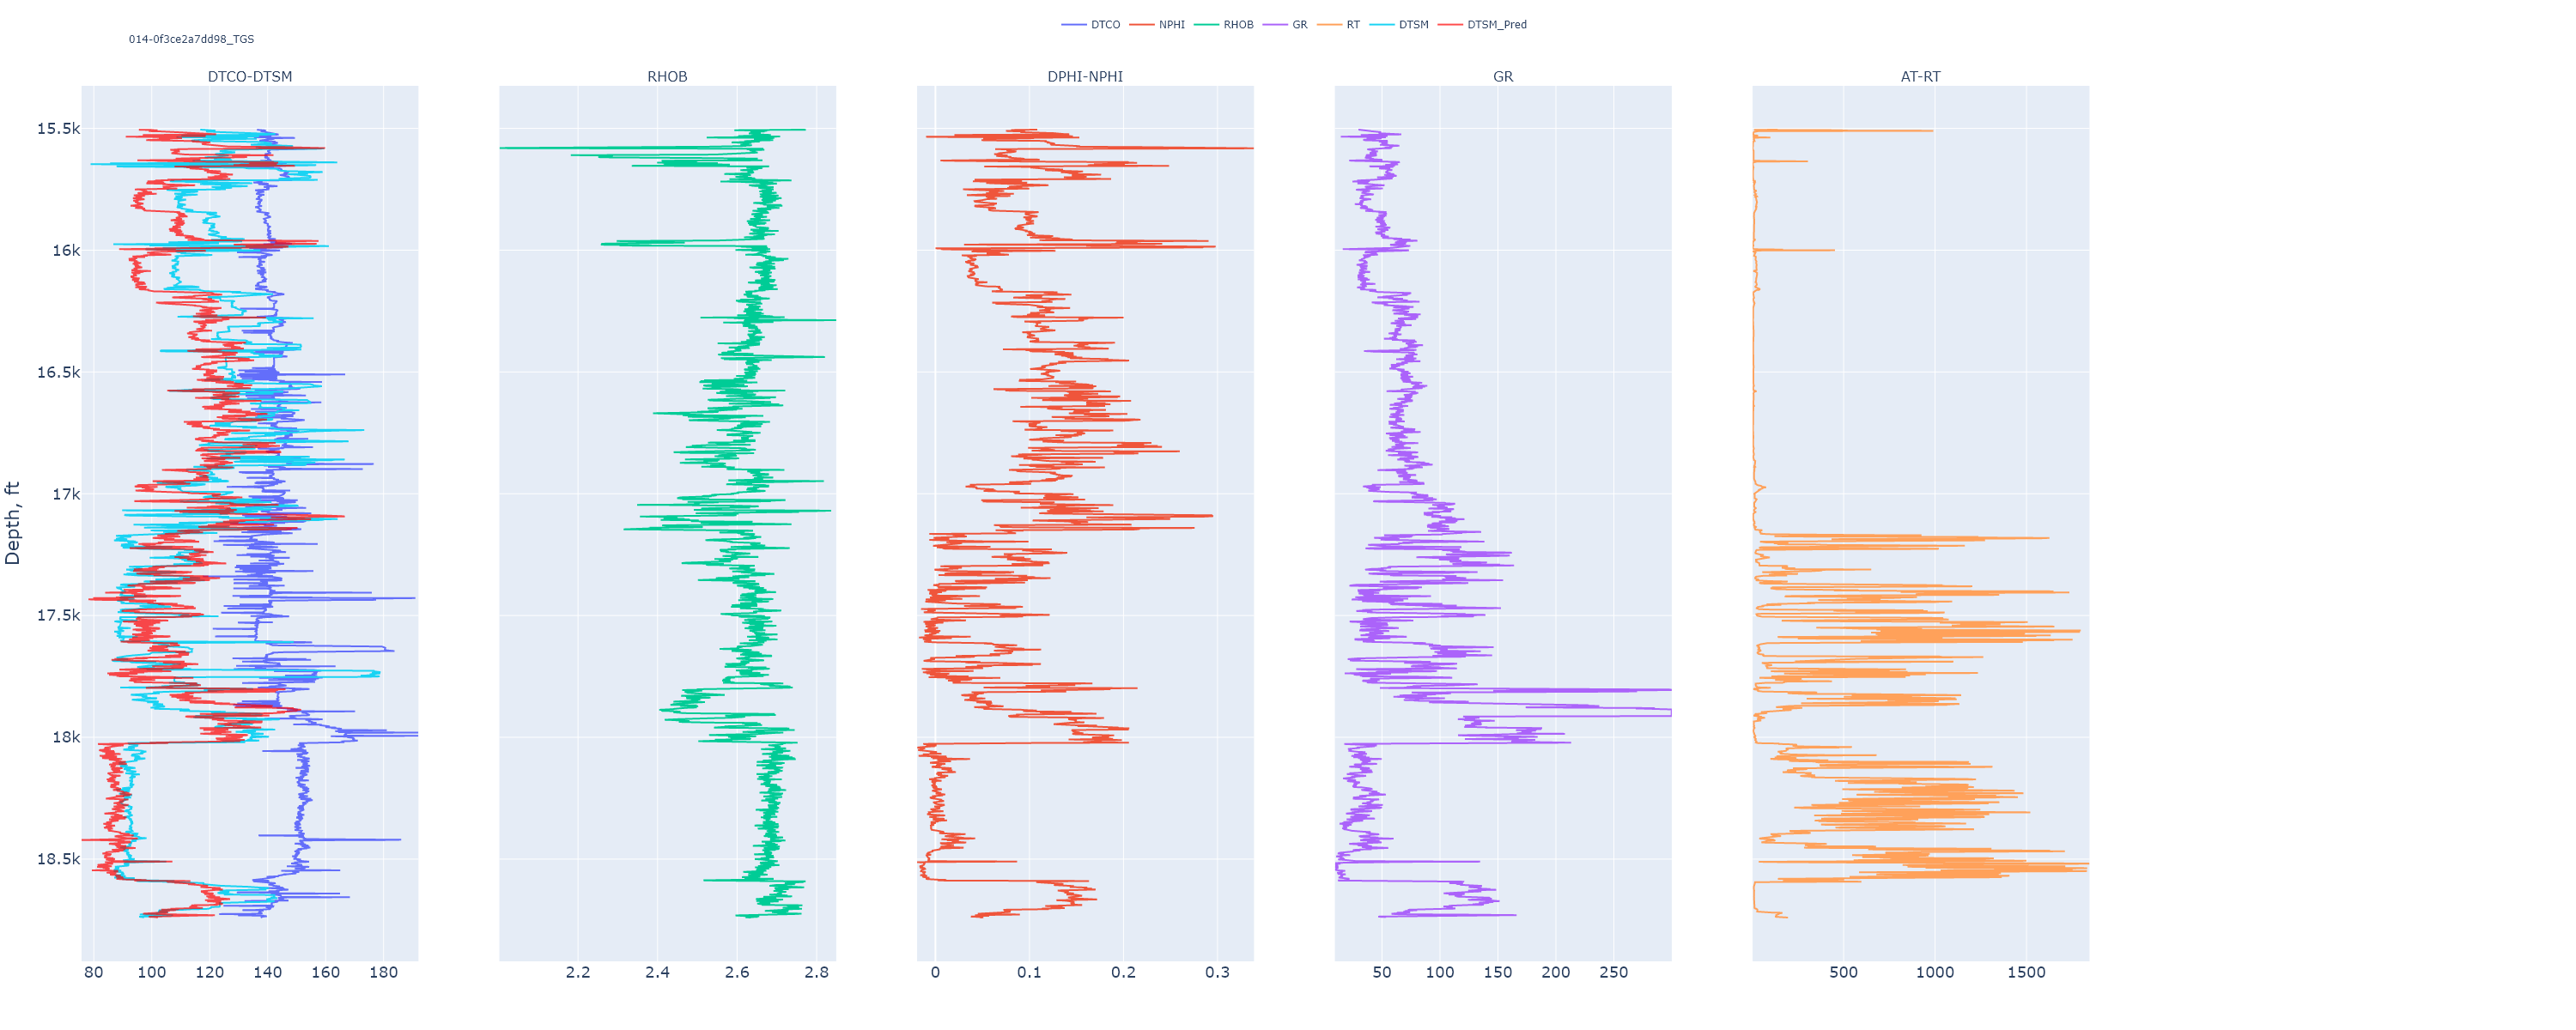 DTCO NPHI RHOB GR RT DTSM DTSM_Pred
014-0f3ce2a7dd98_TGS
DTCO-DTSM RHOB DPHI-NPHI GR AT-RT
Depth, ft
15.5k
16k
16.5k
17k
17.5k
18k
18.5k
80 100 120 140 160 180 2.2 2.4 2.6 2.8 0 0.1 0.2 0.3 50 100 150 200 250 500 1000 1500